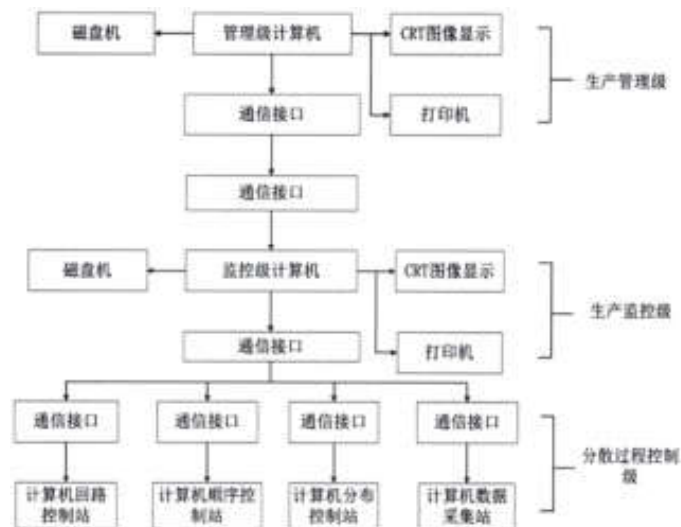 磁盘机
管理级计算机
CRT图像显示
生产管理级
通信接口
打印机
通信接口
磁盘机
监控级计算机
CRT图像显示
生产监控级
通信接口
打印机
通信接口
通信接口
通信接口
通信接口
分散过程控制
级
计算机回路
控制站
计算机顺序控
制站
计算机分布
控制站
计算机数据
采集站